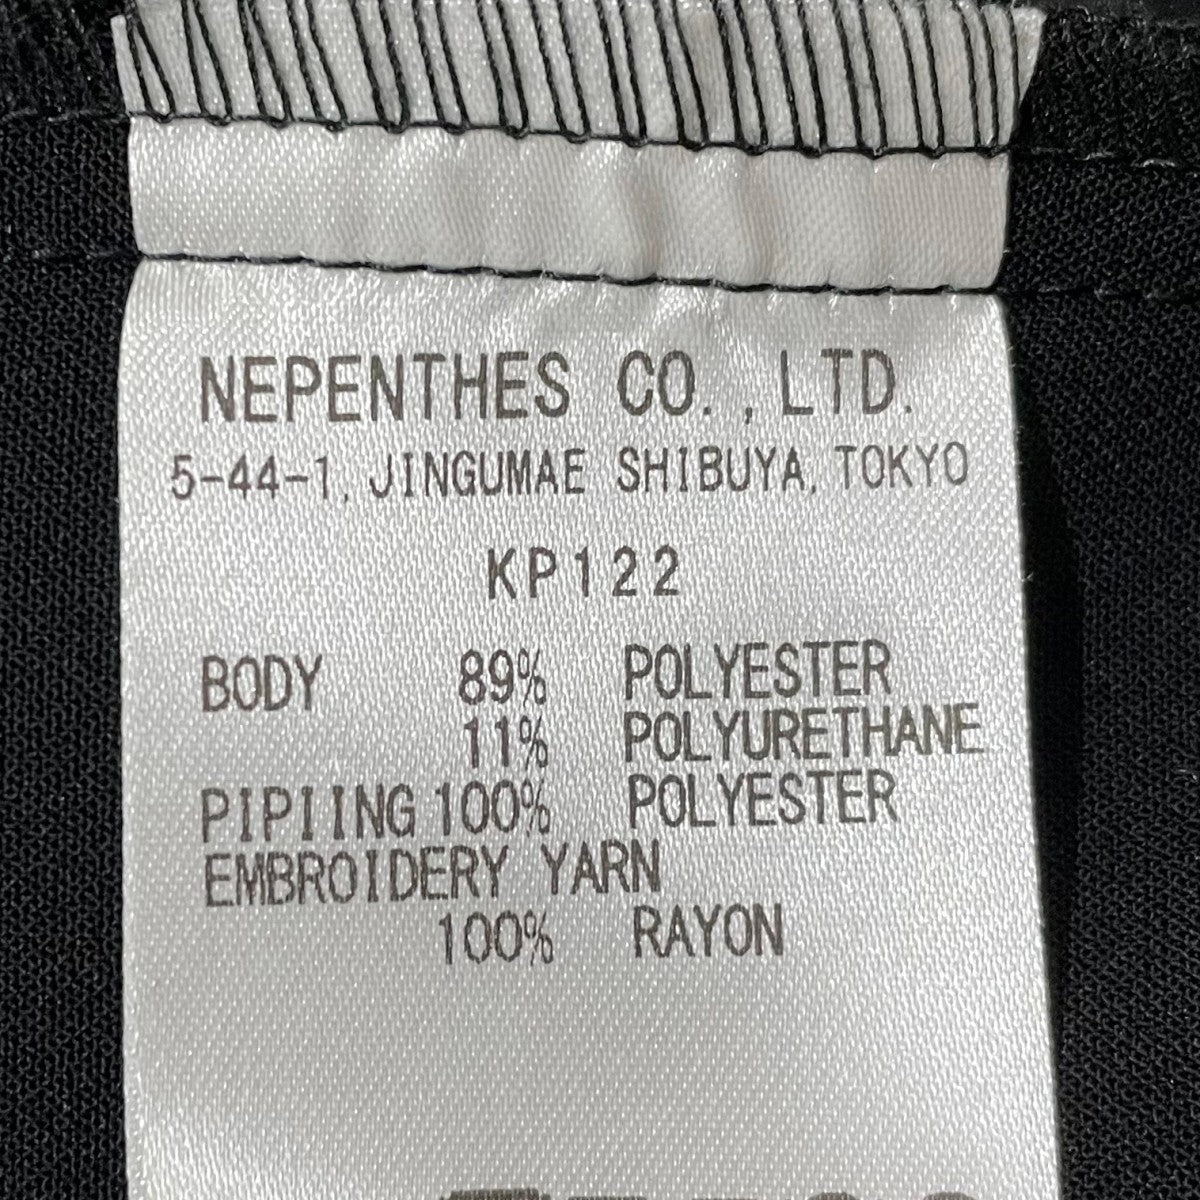 NEPENTHES CO., LTD.
5-44-1, JINGUMAE SHIBUYA, TOKYO
KP122
BODY 89% POLYESTER
11% POLYURETHANE
PIPIING 100% POLYESTER
EMBROIDERY YARN
100% RAYON